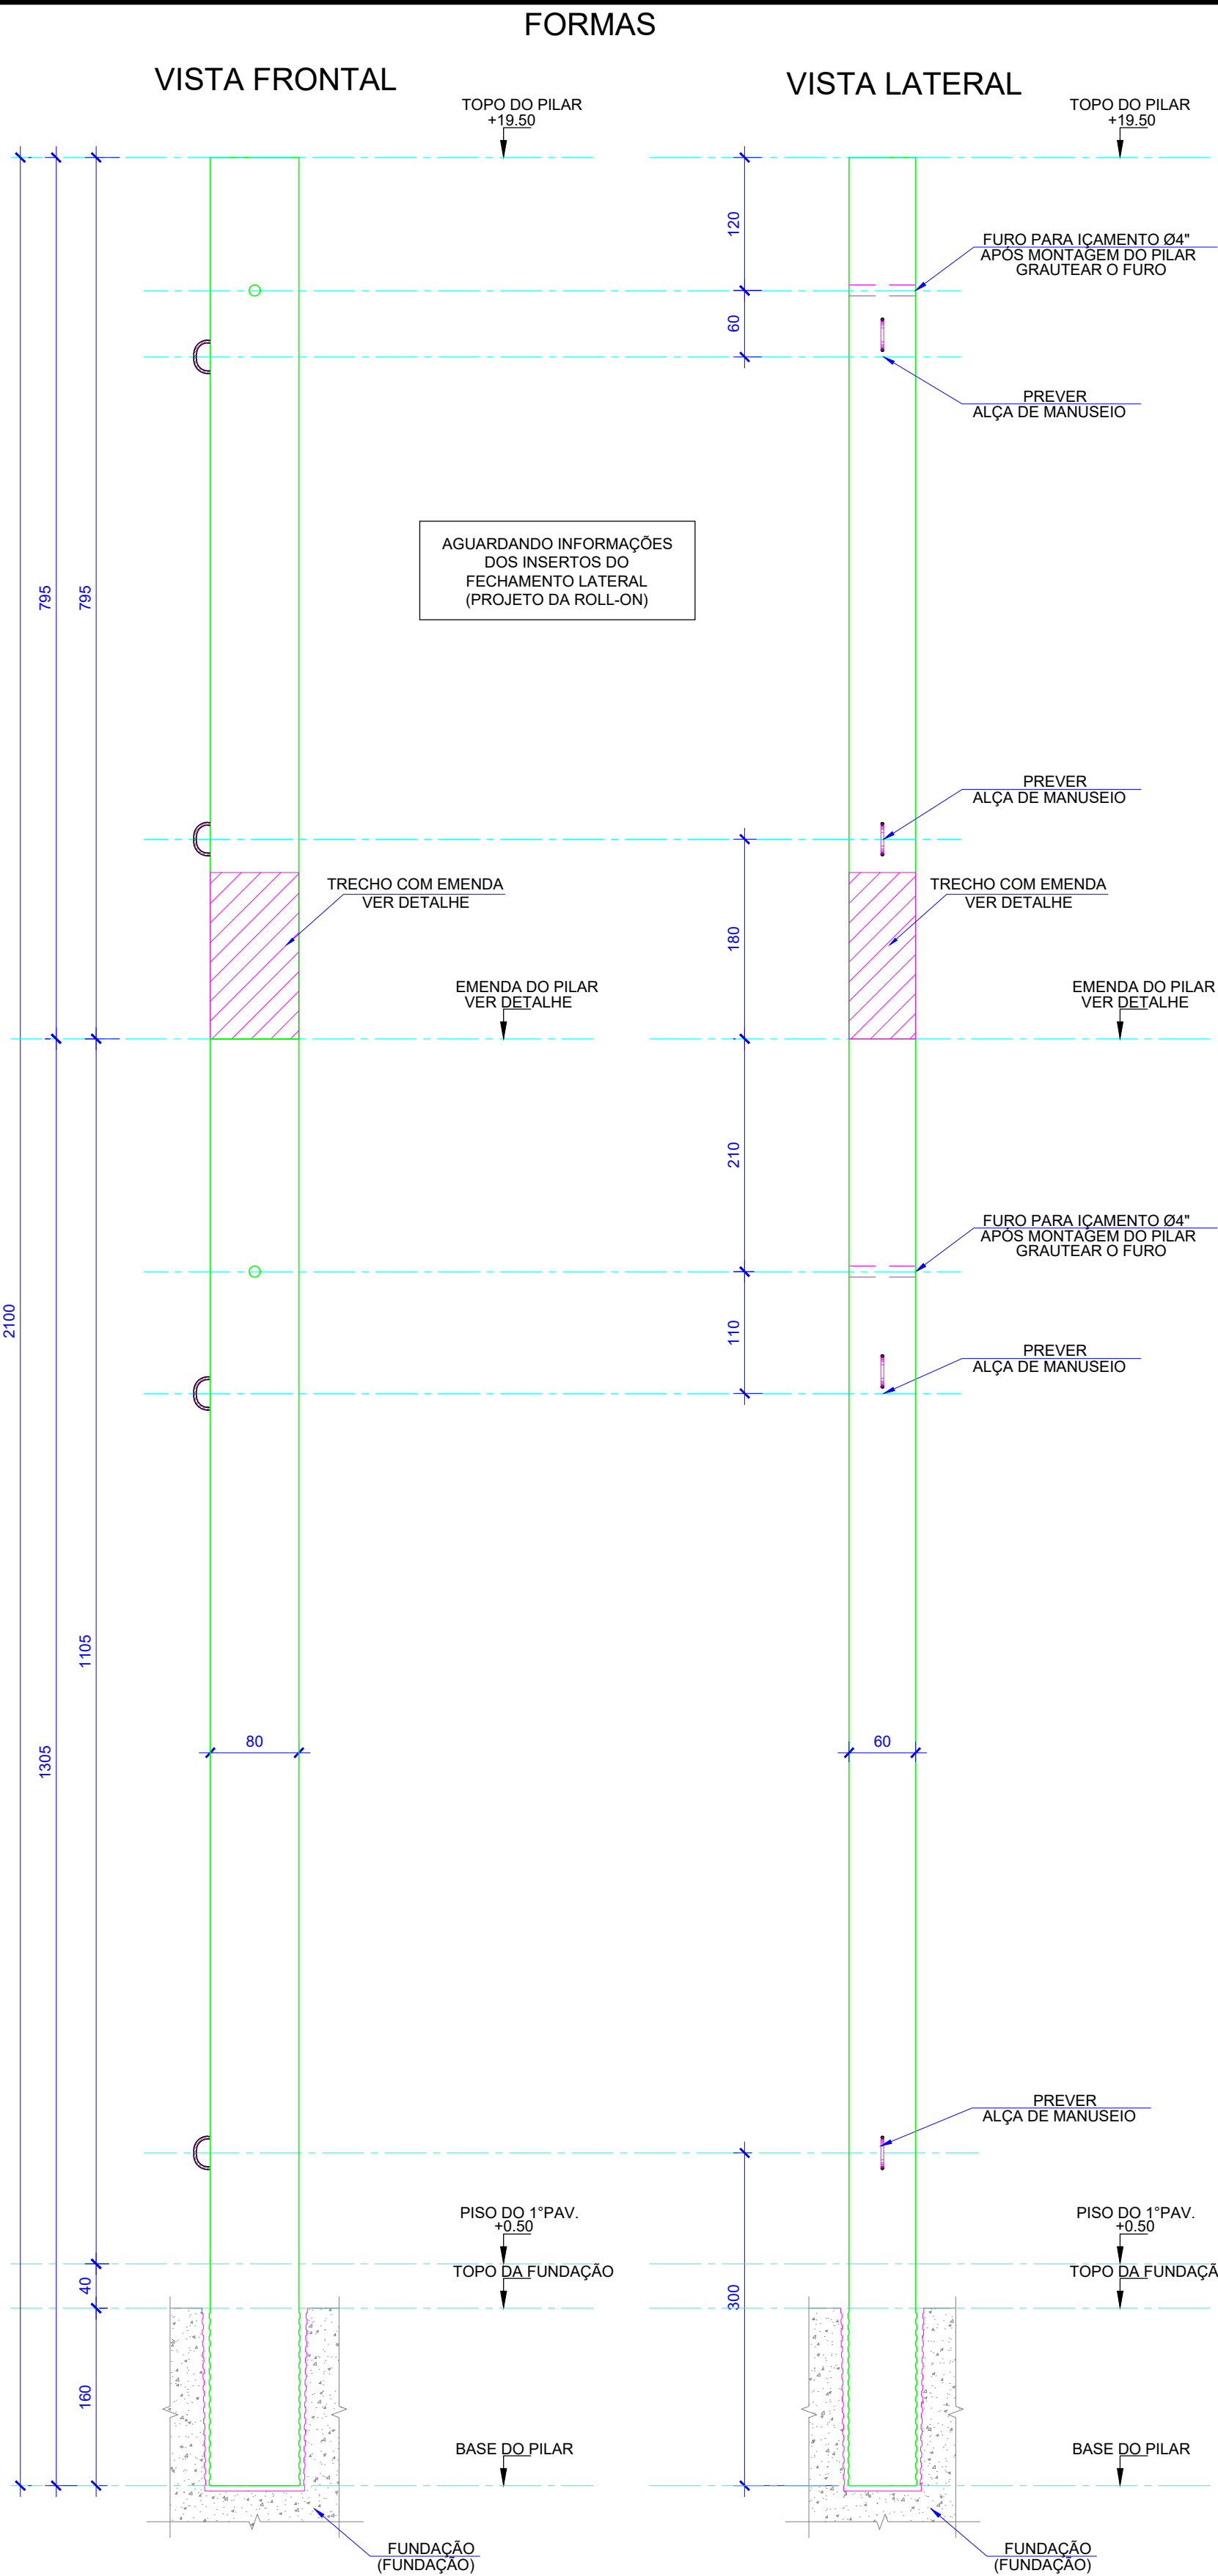 FORMAS
VISTA FRONTAL
VISTA LATERAL
TOPO DO PILAR
+19.50
TOPO DO PILAR
+19.50
120
FURO PARA IÇAMENTO Ø4"
APÓS MONTAGEM DO PILAR
GRAUTEAR O FURO
60
PREVER
ALÇA DE MANUSEIO
AGUARDANDO INFORMAÇÕES
DOS INSERTOS DO
FECHAMENTO LATERAL
(PROJETO DA ROLL-ON)
795
795
PREVER
ALÇA DE MANUSEIO
TRECHO COM EMENDA
VER DETALHE
TRECHO COM EMENDA
VER DETALHE
180
EMENDA DO PILAR
VER DETALHE
EMENDA DO PILAR
VER DETALHE
210
FURO PARA IÇAMENTO Ø4"
APÓS MONTAGEM DO PILAR
GRAUTEAR O FURO
2100
110
PREVER
ALÇA DE MANUSEIO
1105
1305
80
60
PREVER
ALÇA DE MANUSEIO
PISO DO 1°PAV.
+0.50
PISO DO 1°PAV.
+0.50
TOPO DA FUNDAÇÃO
TOPO DA FUNDAÇÃ
40
300
160
BASE DO PILAR
BASE DO PILAR
FUNDAÇÃO
(FUNDAÇÃO)
FUNDAÇÃO
(FUNDAÇÃO)